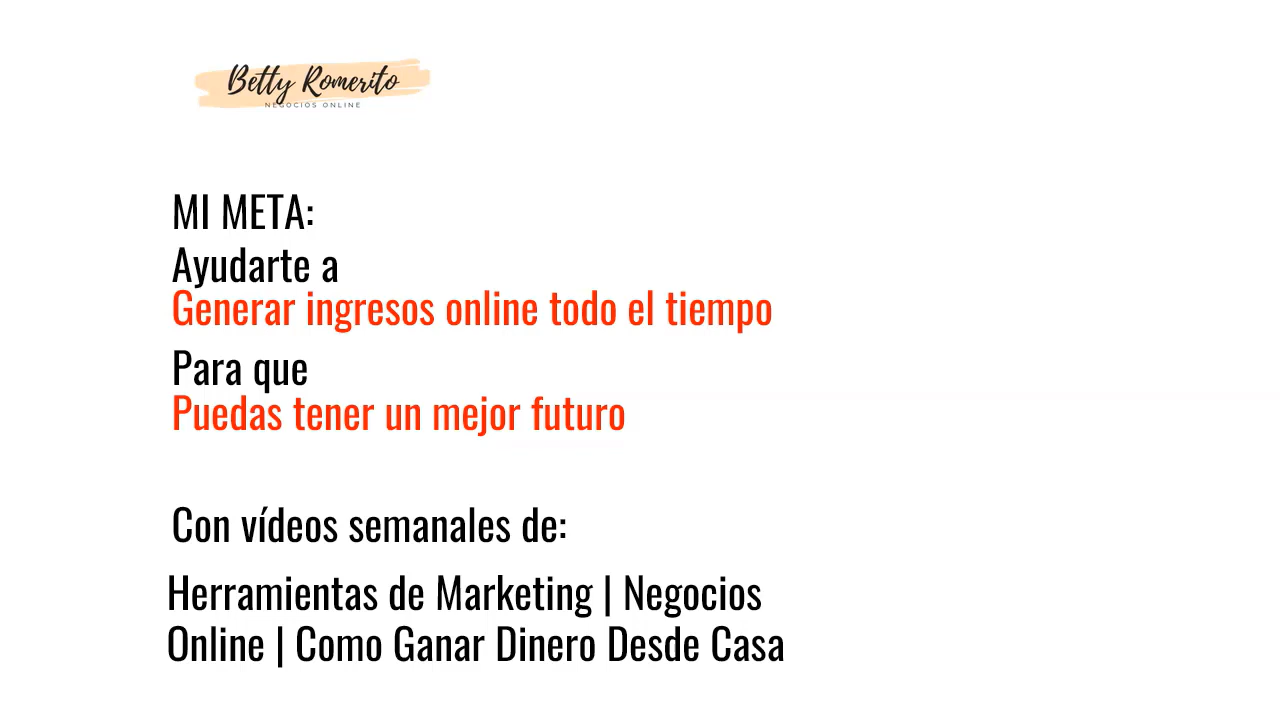 Betty Romerito
NEGOCIOS ONLINE
MI META:
Ayudarte a
Generar ingresos online todo el tiempo
Para que
Puedas tener un mejor futuro
Con vídeos semanales de:
Herramientas de Marketing | Negocios
Online | Como Ganar Dinero Desde Casa